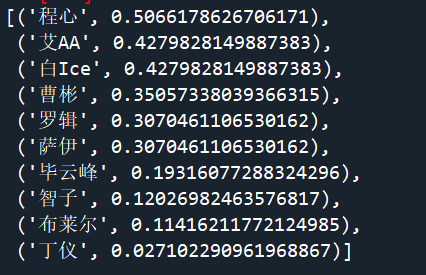 [('程心', 0.5066178626706171),
('艾AA', 0.4279828149887383),
('白Ice', 0.4279828149887383),
('曹彬', 0.35057338039366315),
('罗辑', 0.3070461106530162),
('萨伊', 0.3070461106530162),
('毕云峰', 0.19316077288324296),
('智子', 0.12026982463576817),
('布莱尔', 0.11416211772124985),
('丁仪', 0.027102290961968867)]